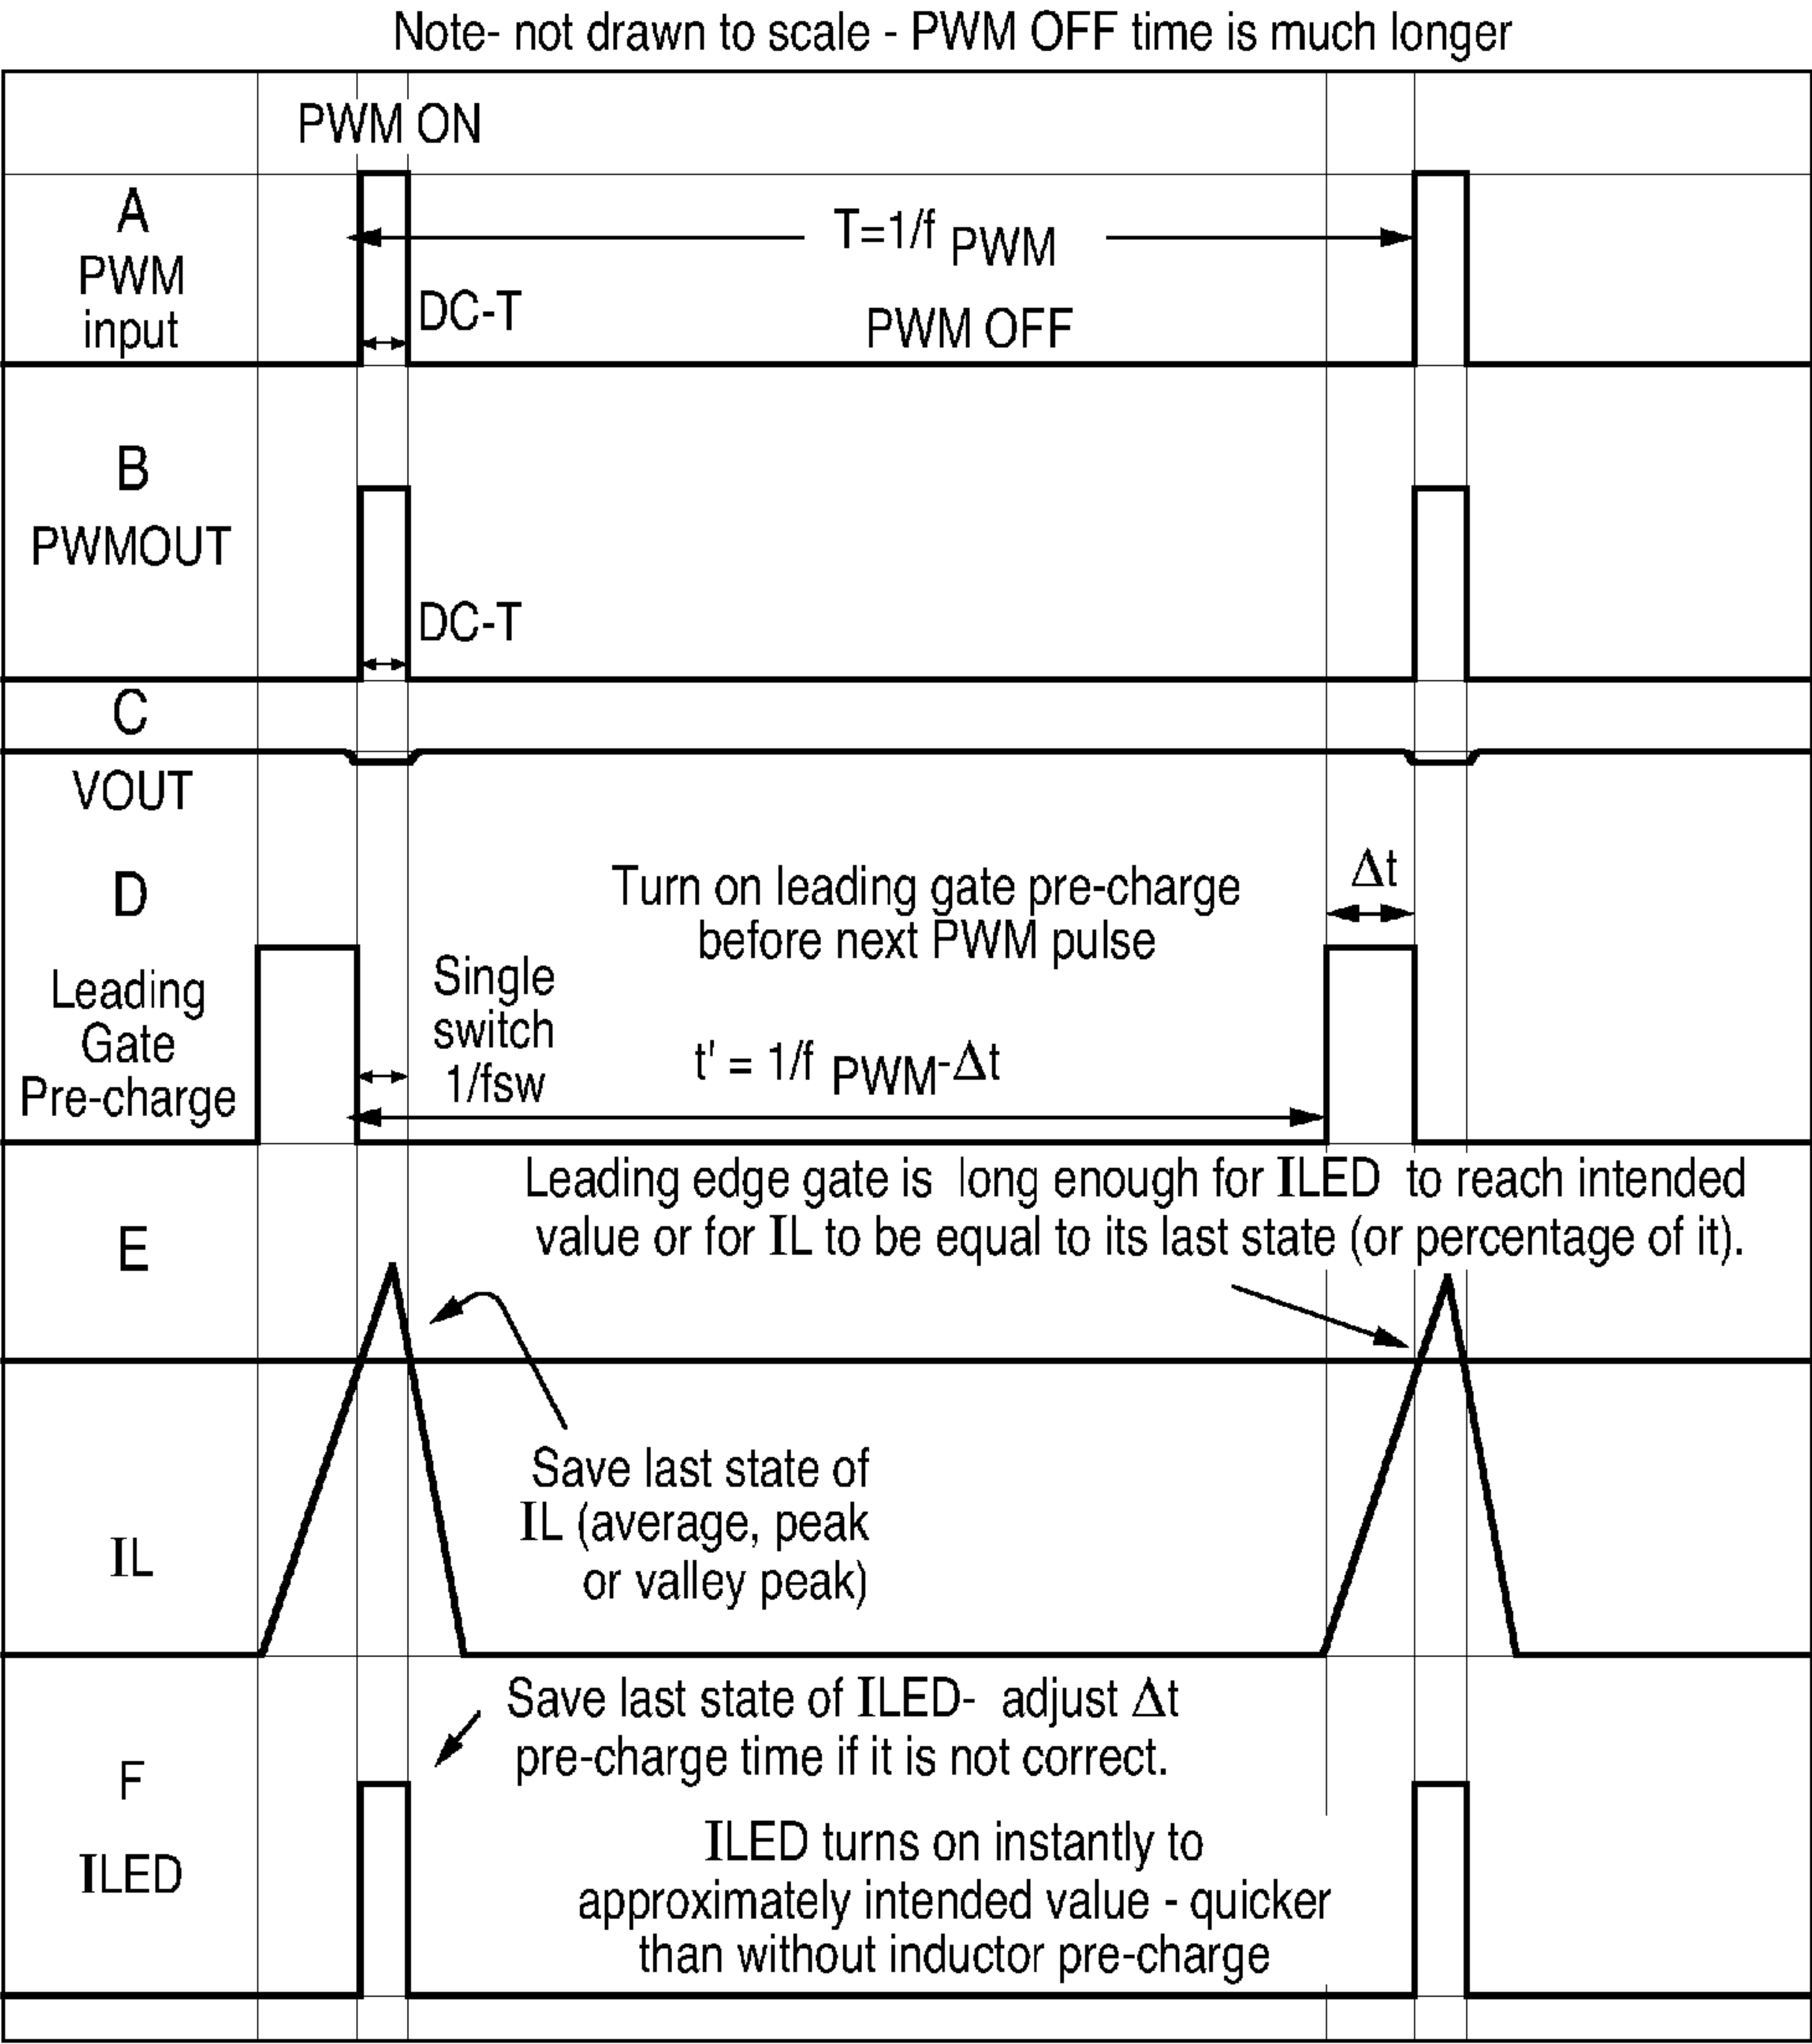 Note- not drawn to scale - PWM OFF time is much longer
PWM ON
A
PWM
input
T=1/f PWM
DC-T
PWM OFF
B
PWMOUT
DC-T
C
VOUT
D
Leading
Gate
Pre-charge
Turn on leading gate pre-charge
before next PWM pulse
Δt
Single
switch
1/fsw
t' = 1/f PWM-Δt
E
IL
Leading edge gate is long enough for ILED to reach intended
value or for IL to be equal to its last state (or percentage of it).
Save last state of
IL (average, peak
or valley peak)
F
ILED
Save last state of ILED- adjust Δt
pre-charge time if it is not correct.
ILED turns on instantly to
approximately intended value - quicker
than without inductor pre-charge